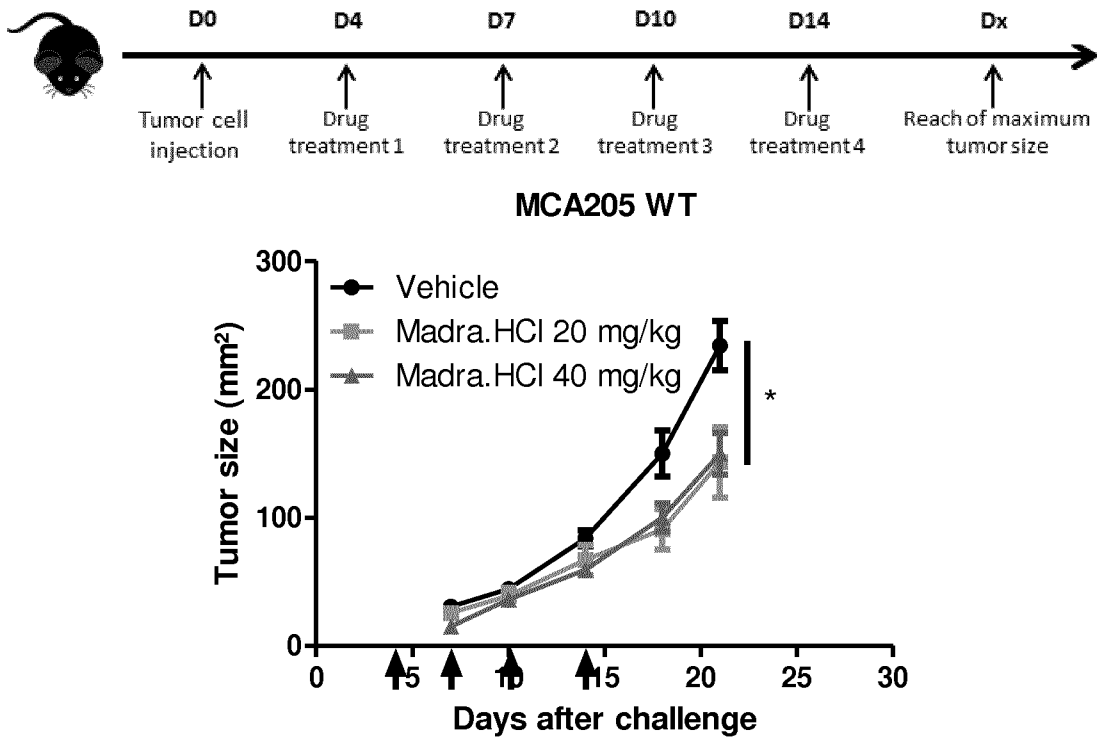 D0 D4 D7 D10 D14 Dx
Tumor cell Drug Drug Drug Drug Reach of maximum
injection treatment 1 treatment 2 treatment 3 treatment 4 tumor size
MCA205 WT
300
Vehicle
Madra.HCl 20 mg/kg
Madra.HCl 40 mg/kg
200
*
100
0
Tumor size (mm²)
0 5 10 15 20 25 30
Days after challenge